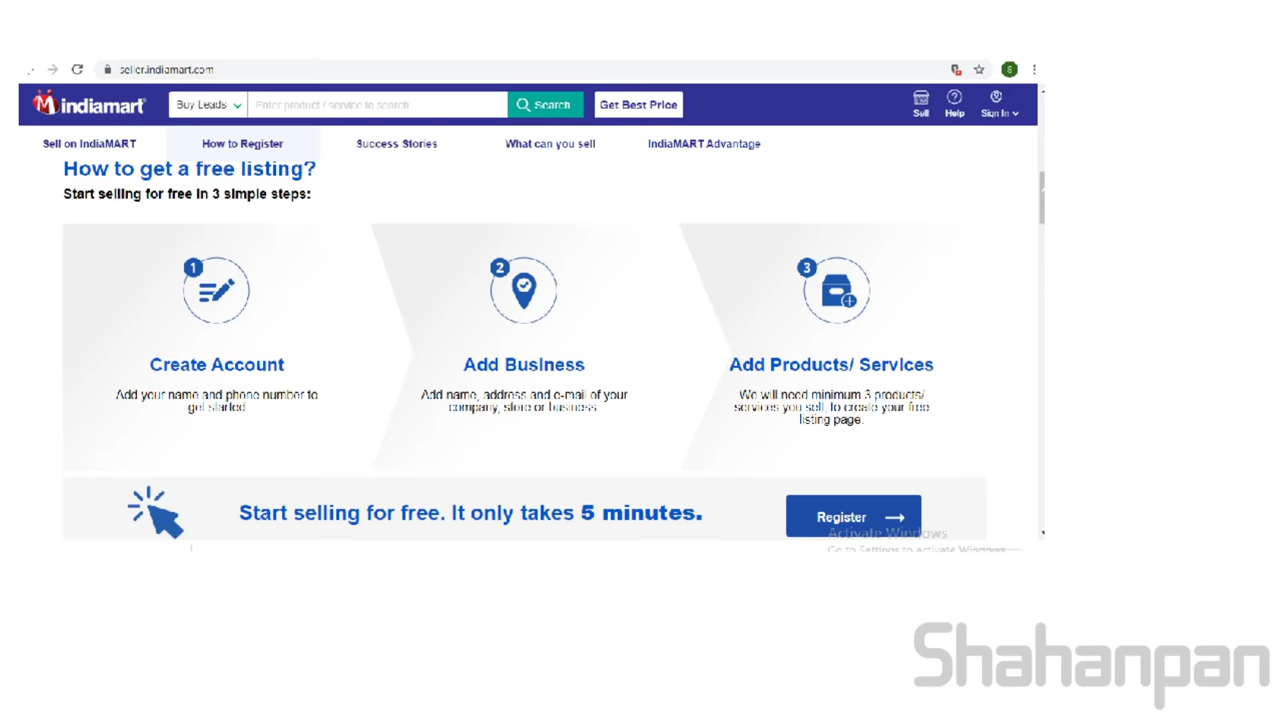 seller.indiamart.com
S
M indiamart
Buy Leads
Enter product / service to search
Search
Get Best Price
Sell
Help
Sign In
Sell on IndiaMART
How to Register
Success Stories
What can you sell
IndiaMART Advantage
How to get a free listing?
Start selling for free in 3 simple steps:
1
2
3
Create Account
Add Business
Add Products/ Services
Add your name and phone number to
get started
Add name, address and e-mail of your
company, store or business
We will need minimum 3 products/
services you sell, to create your free
listing page.
Start selling for free. It only takes 5 minutes.
Register
Activate Windows
Go to Settings to activate Windows
Shahanpan